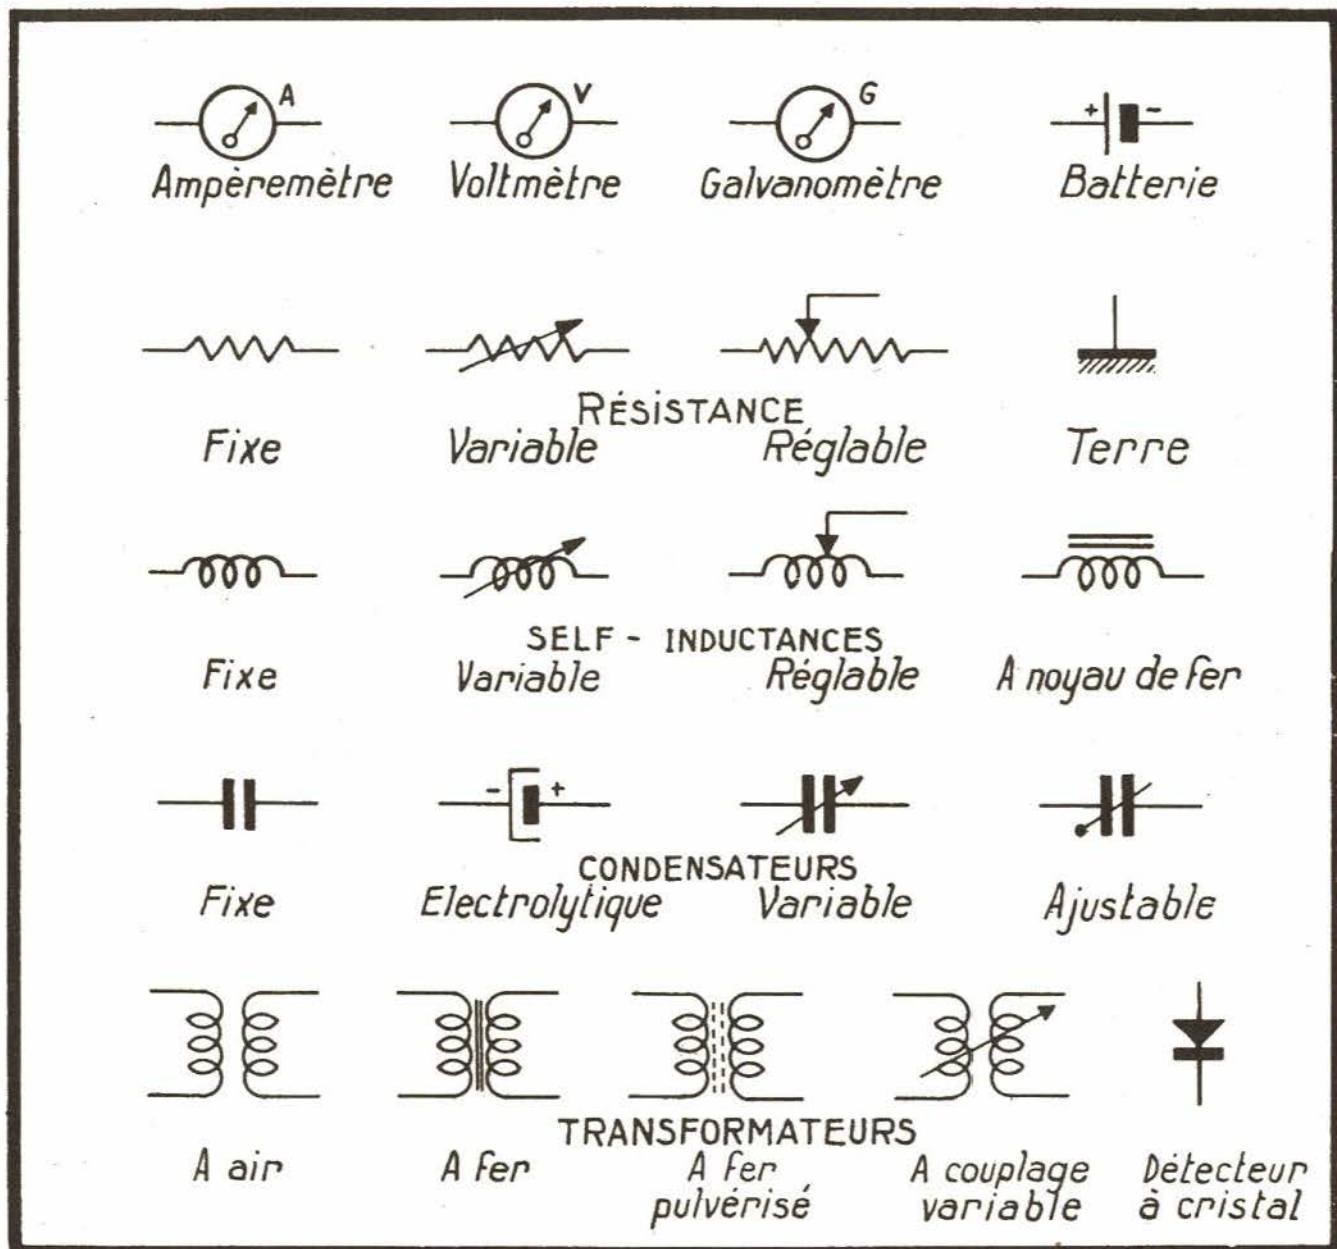 A V G + -
Ampèremètre Voltmètre Galvanomètre Batterie
RÉSISTANCE
Fixe Variable Réglable Terre
SELF - INDUCTANCES
Fixe Variable Réglable A noyau de fer
- +
CONDENSATEURS
Fixe Electrolytique Variable Ajustable
TRANSFORMATEURS
A air A fer A fer A couplage Détecteur
pulvérisé variable à cristal